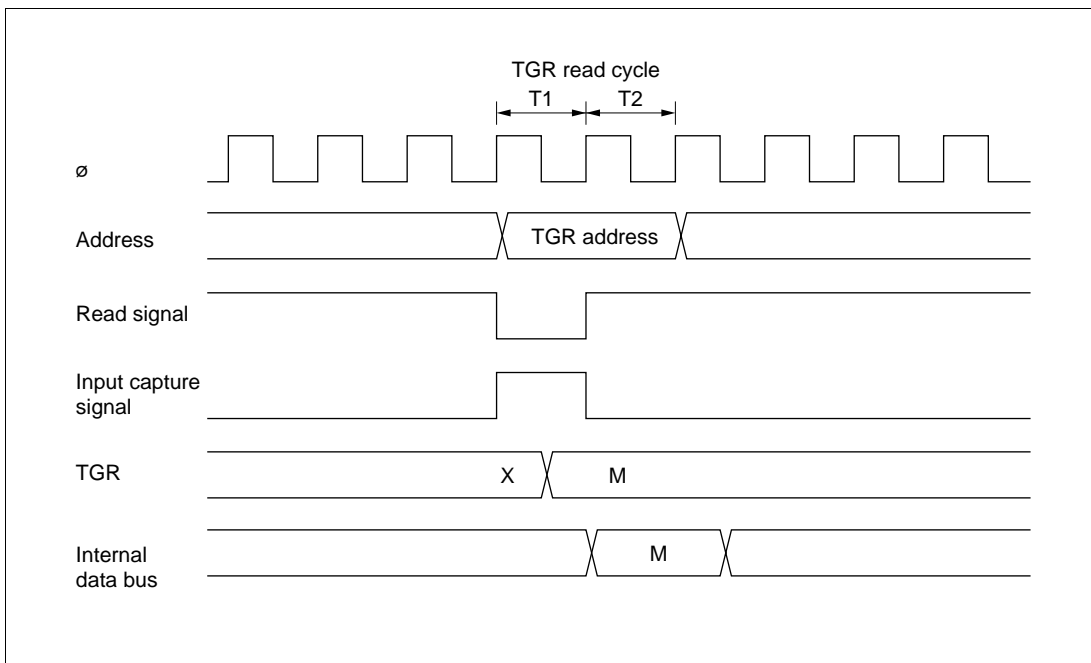 TGR read cycle
T1 T2
ø
Address
TGR address
Read signal
Input capture
signal
TGR
X M
Internal
data bus
M